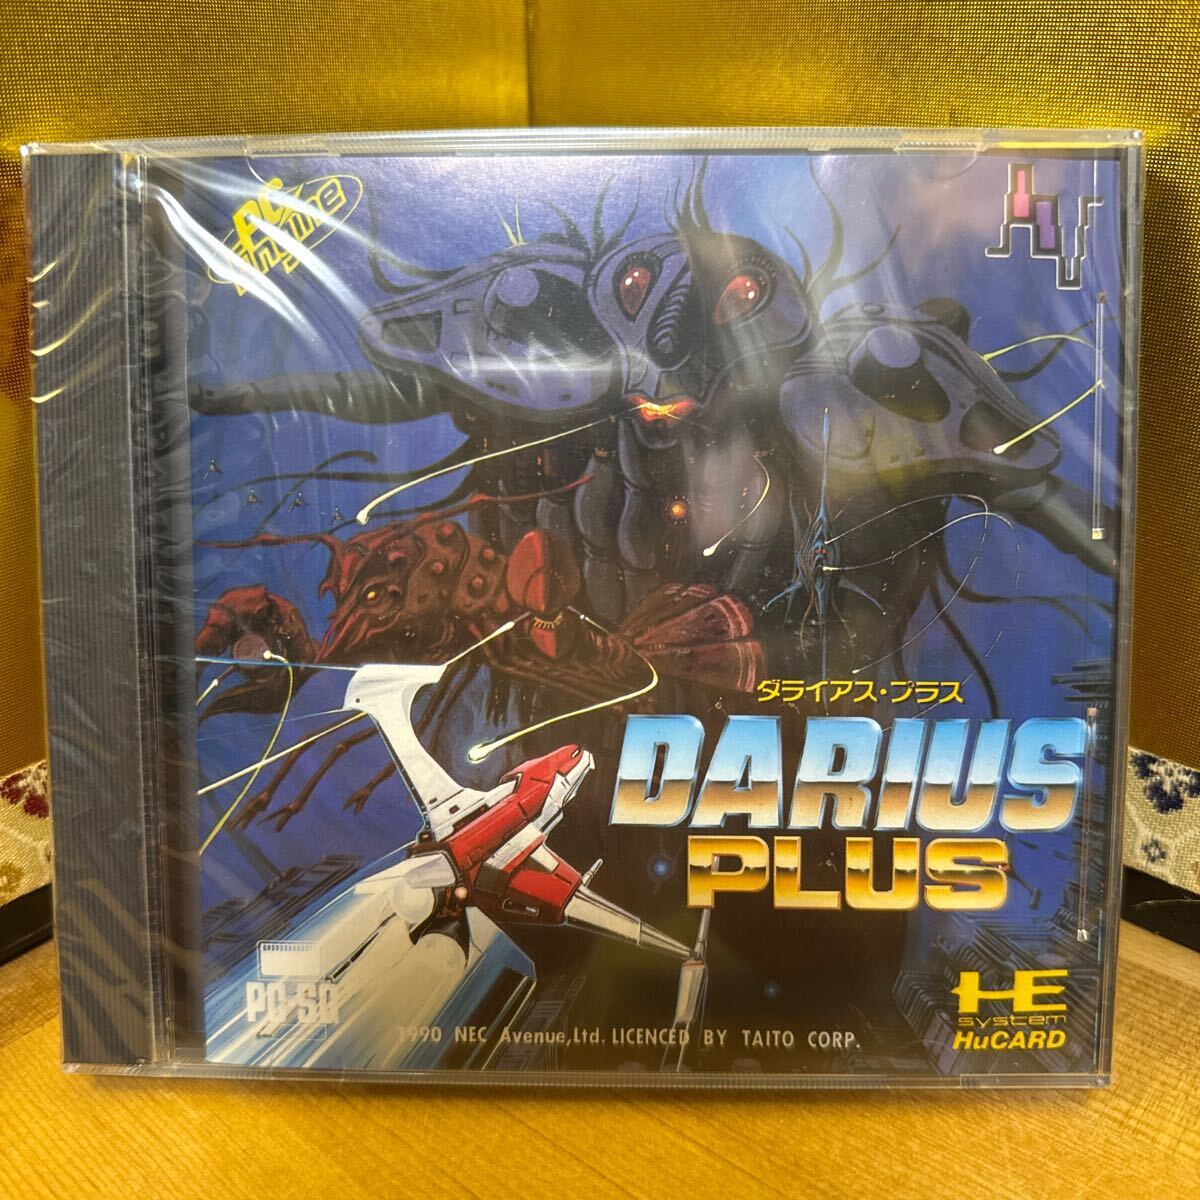 PC Engine
AV
ダライアス・プラス
DARIUS
PLUS
PC-SG
HE
system
HuCARD
1990 NEC Avenue,Ltd. LICENCED BY TAITO CORP.